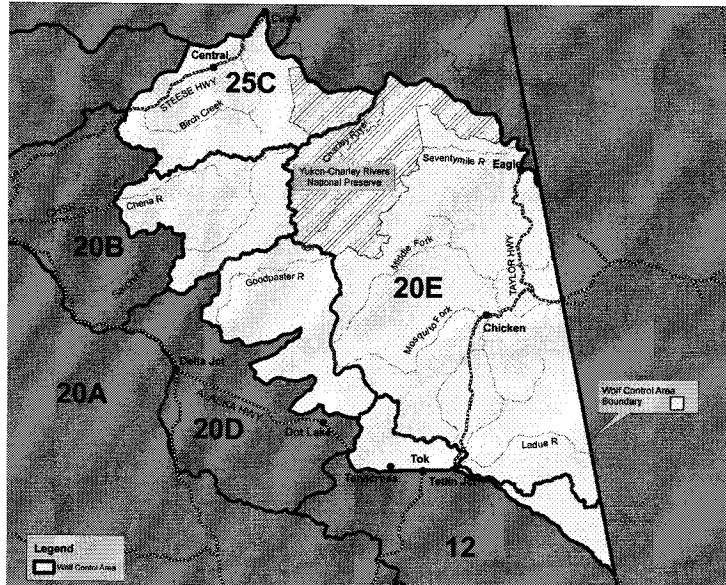 Circle
Central
25C
STEESE HWY
Birch Creek
Charley River
Yukon-Charley Rivers
National Preserve
Seventymile R
Eagle
Chena R
20B
Middle Fork
Goodpaster R
20E
TAYLOR HWY
Mosquito Fork
Chicken
Delta Jct
20A
ALASKA HWY
20D
Dot Lake
Wolf Control Area
Boundary
Ladue R
Tok
Tanacross
Tetlin Jct
12
Legend
Wolf Control Area